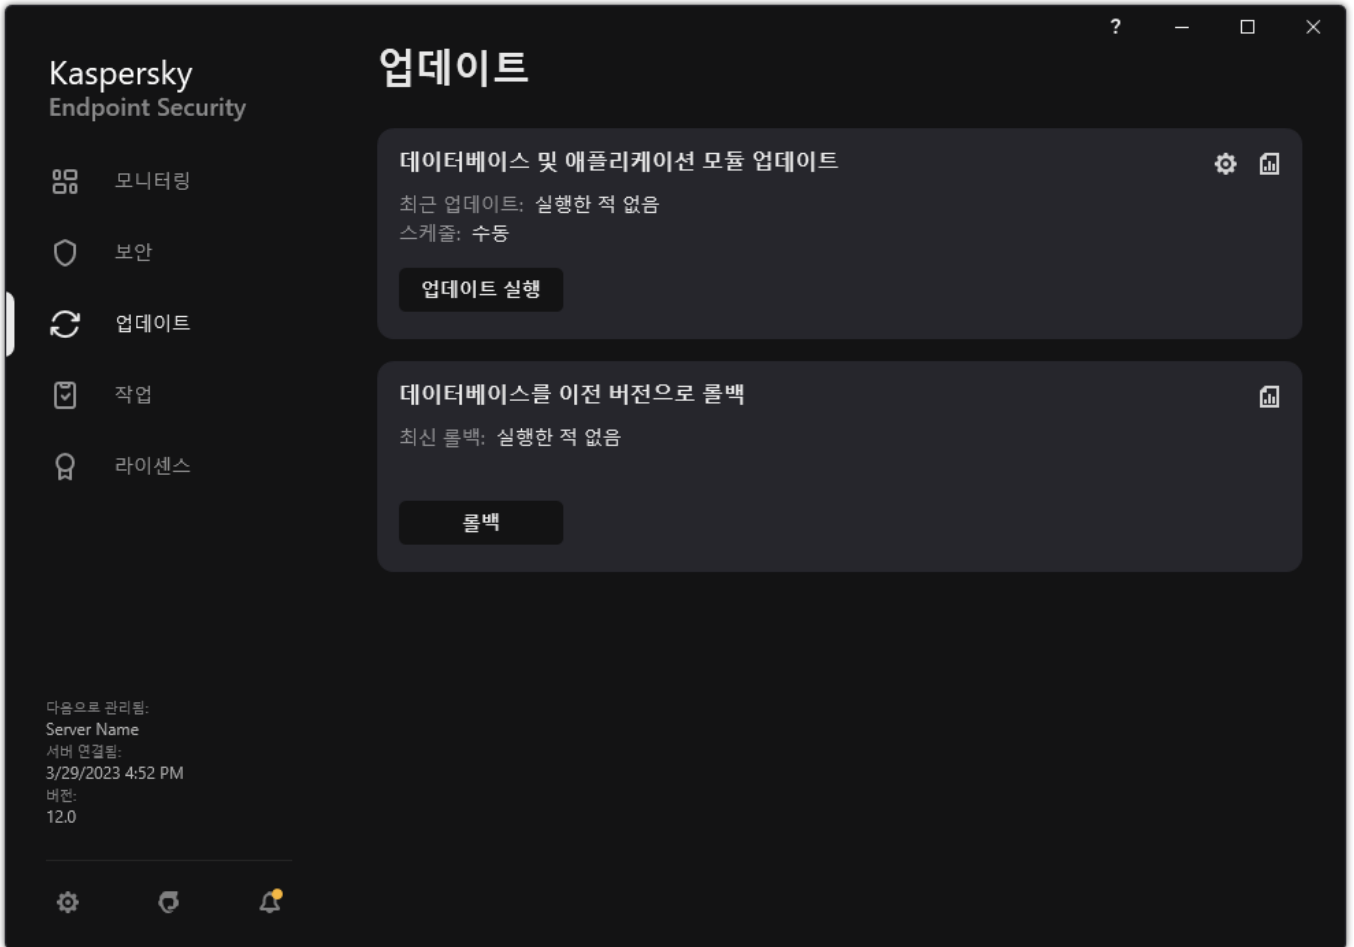 ?
Kaspersky
Endpoint Security
모니터링
보안
업데이트
작업
라이센스
다음으로 관리됨:
Server Name
서버 연결됨:
3/29/2023 4:52 PM
버전:
12.0
업데이트
데이터베이스 및 애플리케이션 모듈 업데이트
최근 업데이트: 실행한 적 없음
스케줄: 수동
업데이트 실행
데이터베이스를 이전 버전으로 롤백
최신 롤백: 실행한 적 없음
롤백